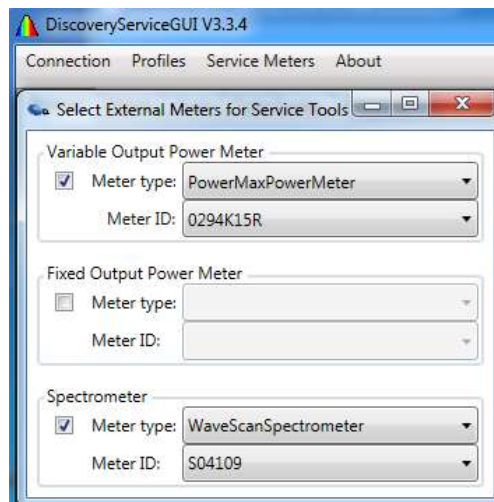 DiscoveryServiceGUI V3.3.4
Connection Profiles Service Meters About
Select External Meters for Service Tools
Variable Output Power Meter
Meter type: PowerMaxPowerMeter
Meter ID: 0294K15R
Fixed Output Power Meter
Meter type:
Meter ID:
Spectrometer
Meter type: WaveScanSpectrometer
Meter ID: S04109